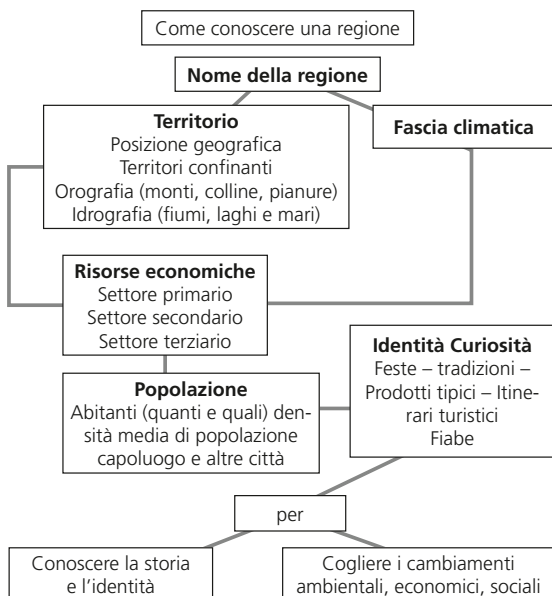 Come conoscere una regione
Nome della regione
Territorio
Posizione geografica
Territori confinanti
Orografia (monti, colline, pianure)
Idrografia (fiumi, laghi e mari)
Fascia climatica
Risorse economiche
Settore primario
Settore secondario
Settore terziario
Popolazione
Abitanti (quanti e quali) den-
sità media di popolazione
capoluogo e altre città
Identità Curiosità
Feste – tradizioni –
Prodotti tipici – Itine-
rari turistici
Fiabe
per
Conoscere la storia
e l’identità
Cogliere i cambiamenti
ambientali, economici, sociali